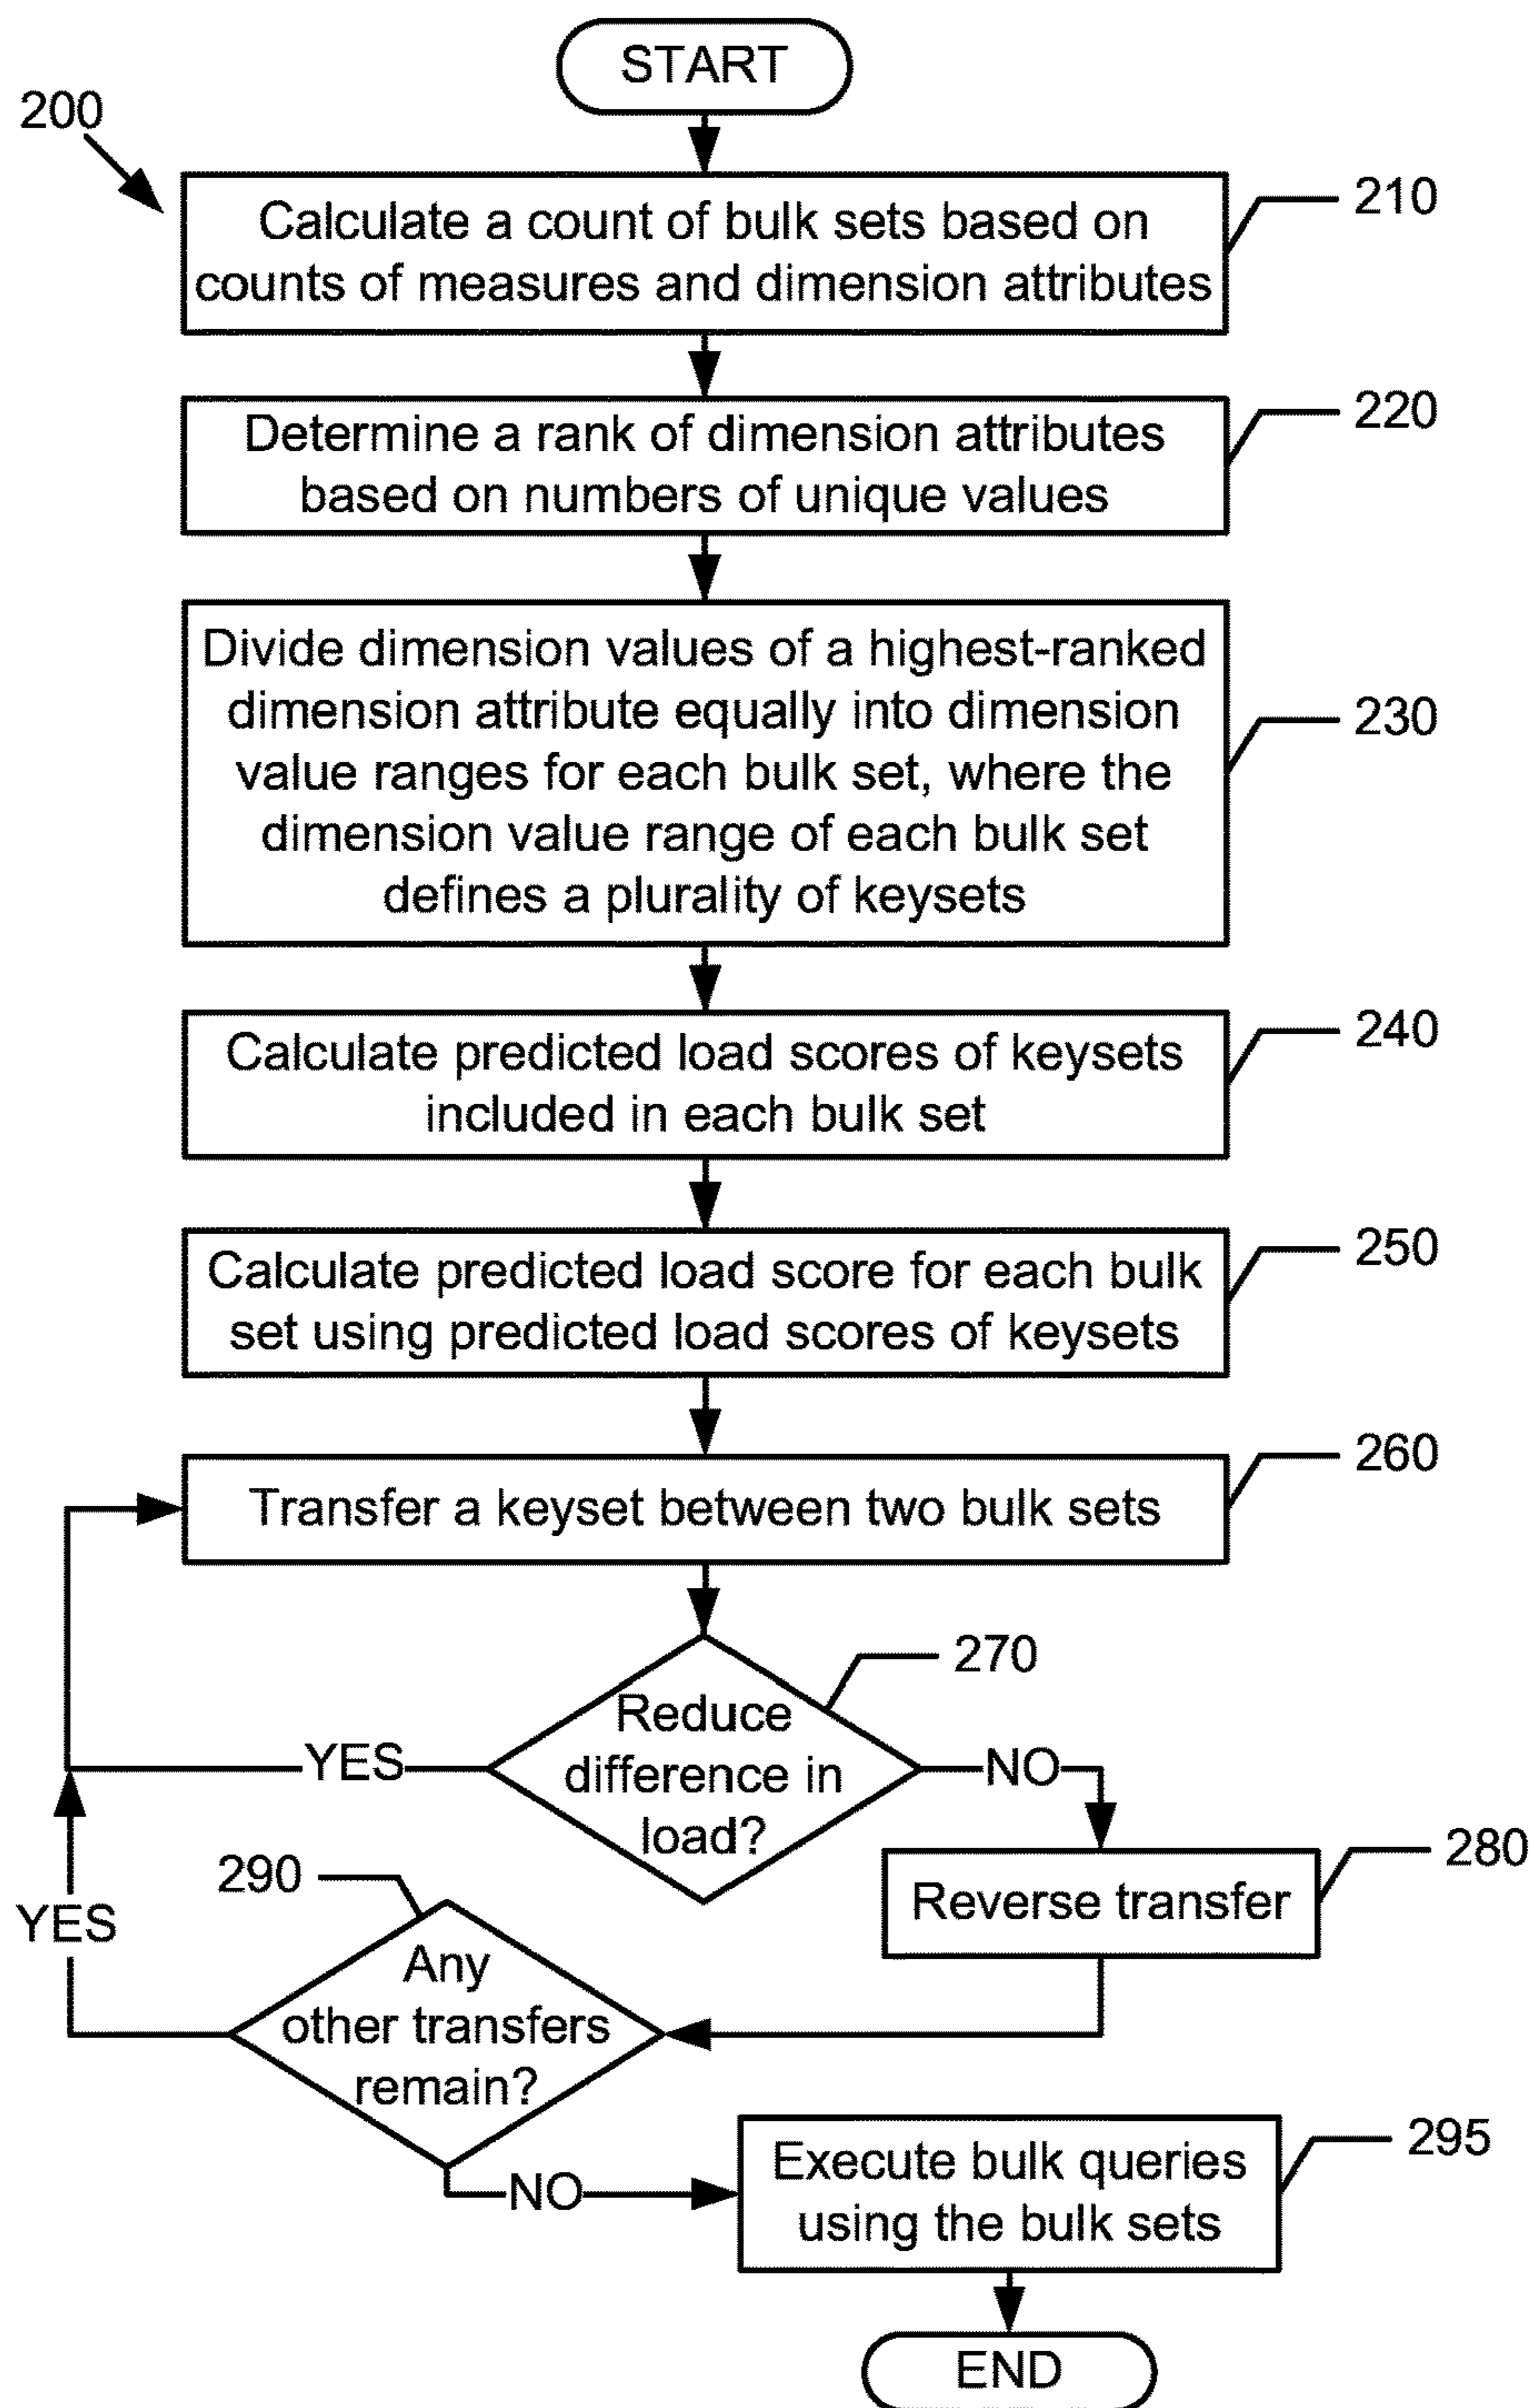 START
200
Calculate a count of bulk sets based on
counts of measures and dimension attributes
210
Determine a rank of dimension attributes
based on numbers of unique values
220
Divide dimension values of a highest-ranked
dimension attribute equally into dimension
value ranges for each bulk set, where the
dimension value range of each bulk set
defines a plurality of keysets
230
Calculate predicted load scores of keysets
included in each bulk set
240
Calculate predicted load score for each bulk
set using predicted load scores of keysets
250
Transfer a keyset between two bulk sets
260
Reduce
difference in
load?
270
YES
NO
Reverse transfer
280
Any
other transfers
remain?
290
YES
NO
Execute bulk queries
using the bulk sets
295
END